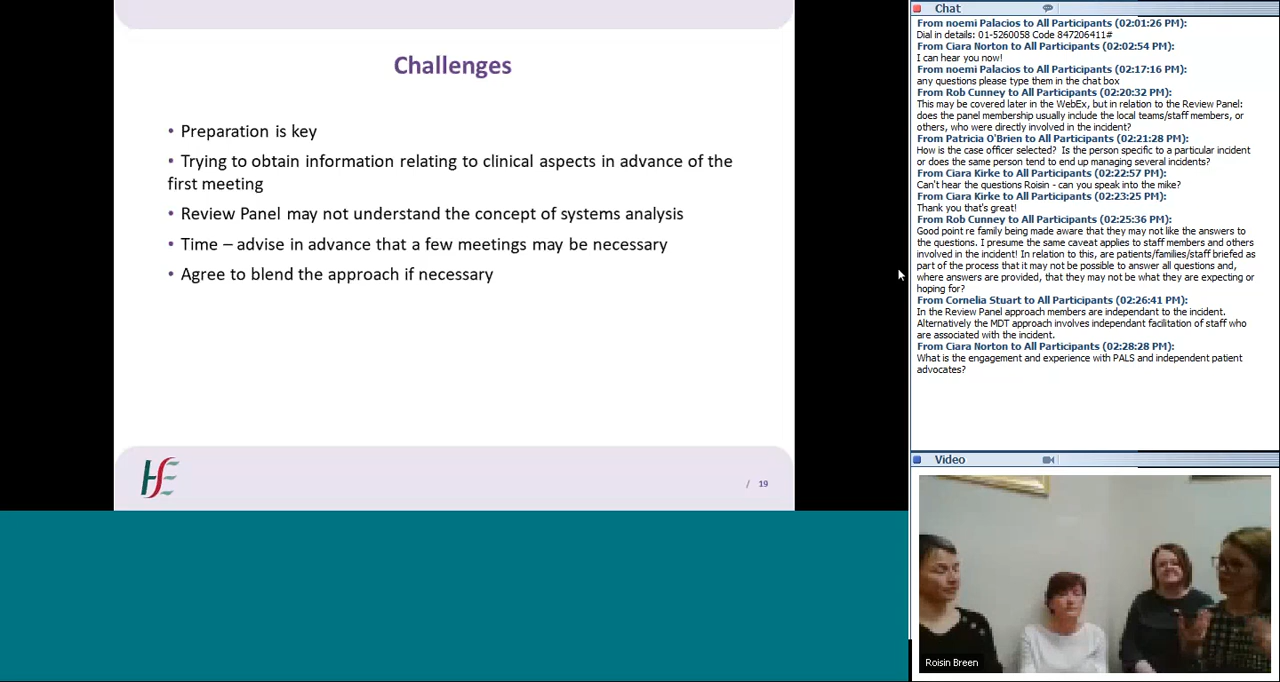 Challenges
• Preparation is key
• Trying to obtain information relating to clinical aspects in advance of the
first meeting
• Review Panel may not understand the concept of systems analysis
• Time – advise in advance that a few meetings may be necessary
• Agree to blend the approach if necessary
HE
/ 19
Chat
From noemi Palacios to All Participants (02:01:26 PM):
Dial in details: 01-5260058 Code 847206411#
From Ciara Norton to All Participants (02:02:54 PM):
I can hear you now!
From noemi Palacios to All Participants (02:17:16 PM):
any questions please type them in the chat box
From Rob Cunney to All Participants (02:20:32 PM):
This may be covered later in the WebEx, but in relation to the Review Panel:
does the panel membership usually include the local teams/staff members, or
others, who were directly involved in the incident?
From Patricia O'Brien to All Participants (02:21:28 PM):
How is the case officer selected? Is the person specific to a particular incident
or does the same person tend to end up managing several incidents?
From Ciara Kirke to All Participants (02:22:57 PM):
Can't hear the questions Roisin - can you speak into the mike?
From Ciara Kirke to All Participants (02:23:25 PM):
Thank you that's great!
From Rob Cunney to All Participants (02:25:36 PM):
Good point re family being made aware that they may not like the answers to
the questions. I presume the same caveat applies to staff members and others
involved in the incident! In relation to this, are patients/families/staff briefed as
part of the process that it may not be possible to answer all questions and,
where answers are provided, that they may not be what they are expecting or
hoping for?
From Cornelia Stuart to All Participants (02:26:41 PM):
In the Review Panel approach members are independant to the incident.
Alternatively the MDT approach involves independant facilitation of staff who
are associated with the incident.
From Ciara Norton to All Participants (02:28:28 PM):
What is the engagement and experience with PALS and independent patient
advocates?
Video
Roisin Breen